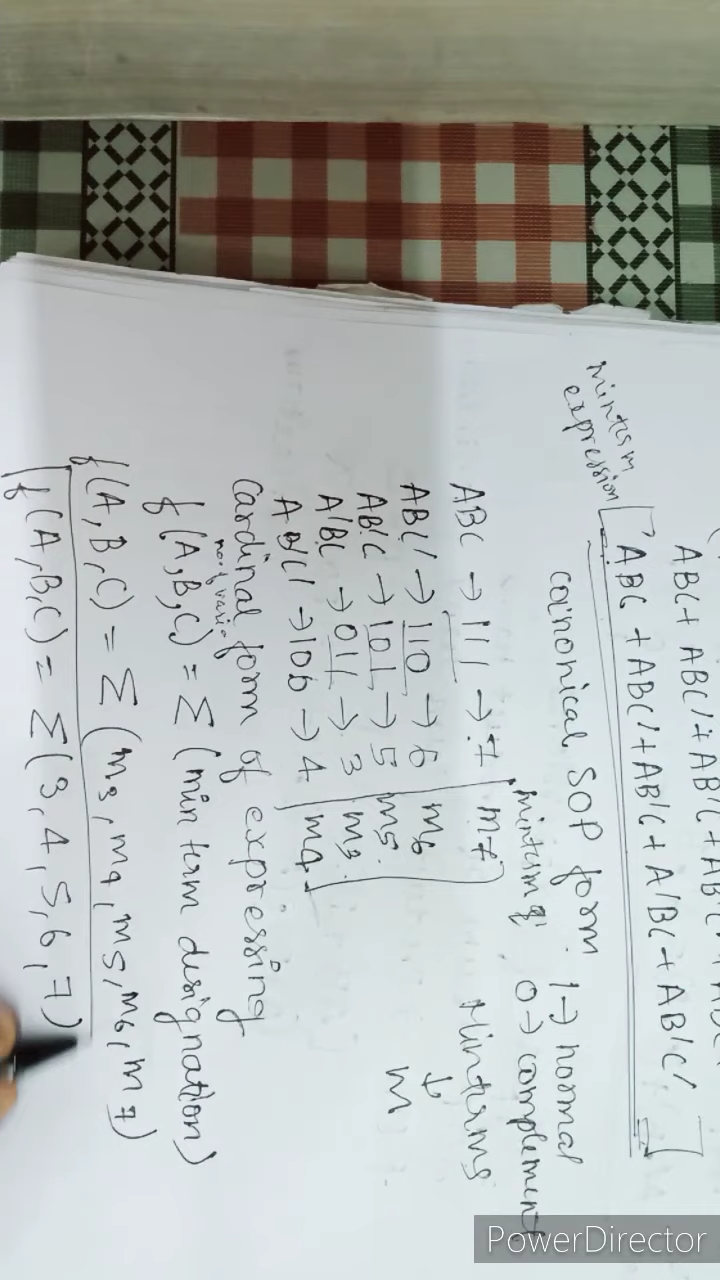 ABC + ABC' + AB'C + AB
ABC + ABC' + AB'C + A'BC + AB'C'
minterm
expression
canonical SOP form
1→ normal
0→ complement
minterms
Minterms
↓
m
ABC → 111 → 7 m7
ABC' → 110 → 6 m6
AB'C → 101 → 5 m5
A'BC → 011 → 3 m3
AB'C' → 100 → 4 m4
Cardinal form of expressing
no of vari
f (A,B,C) = Σ (min term designation)
f (A,B,C) = Σ (m3, m4, m5, m6, m7)
f (A,B,C) = Σ (3, 4, 5, 6, 7)
PowerDirector